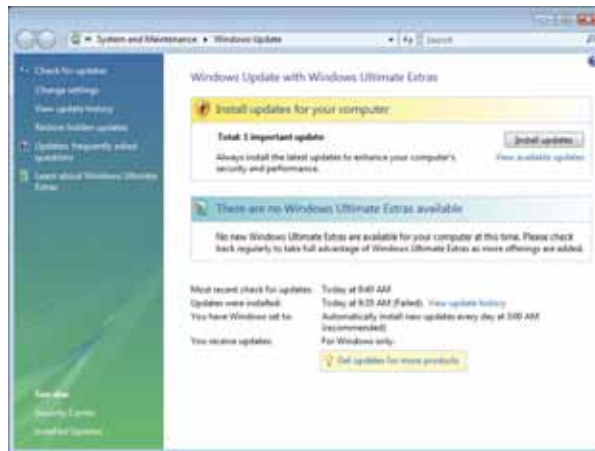 System and Maintenance ▸ Windows Update
Search
Check for updates
Change settings
View update history
Restore hidden updates
Updates: frequently asked
questions
Learn about Windows Ultimate
Extras
See also
Security Center
Installed Updates
Windows Update with Windows Ultimate Extras
Install updates for your computer
Total: 1 important update
Install updates
Always install the latest updates to enhance your computer's
security and performance.
View available updates
There are no Windows Ultimate Extras available
No new Windows Ultimate Extras are available for your computer at this time. Please check
back regularly to take full advantage of Windows Ultimate Extras as more offerings are added.
Most recent check for updates: Today at 9:40 AM
Updates were installed: Today at 9:35 AM (Failed). View update history
You have Windows set to: Automatically install new updates every day at 3:00 AM
(recommended)
You receive updates: For Windows only.
Get updates for more products